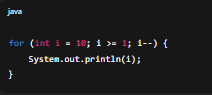 java
for (int i = 10; i >= 1; i--) {
    System.out.println(i);
}